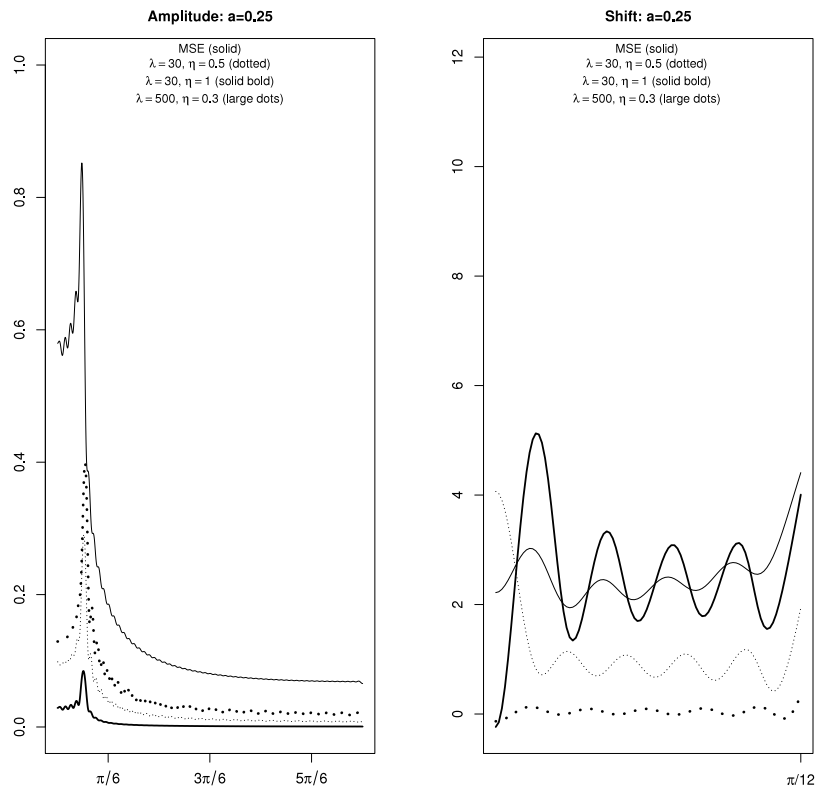 Amplitude: a=0.25
MSE (solid)
λ = 30, η = 0.5 (dotted)
λ = 30, η = 1 (solid bold)
λ = 500, η = 0.3 (large dots)
1.0
0.8
0.6
0.4
0.2
0.0
π/6
3π/6
5π/6
Shift: a=0.25
MSE (solid)
λ = 30, η = 0.5 (dotted)
λ = 30, η = 1 (solid bold)
λ = 500, η = 0.3 (large dots)
12
10
8
6
4
2
0
π/12